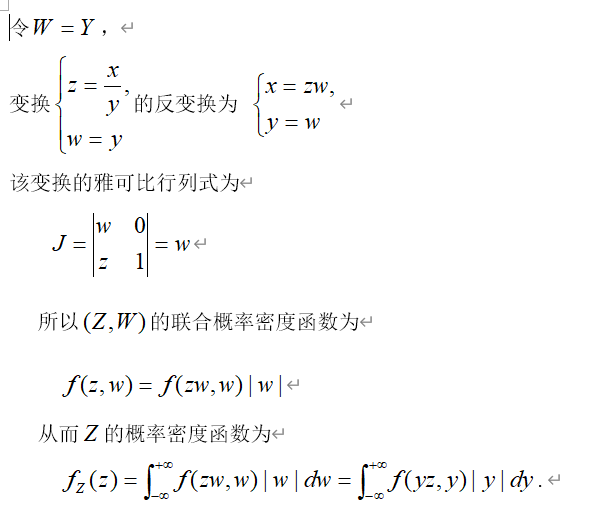 令 W = Y ，
变换 { z = x/y, w = y 的反变换为 { x = zw, y = w
该变换的雅可比行列式为
J = | w 0 ; z 1 | = w
所以 (Z,W) 的联合概率密度函数为
f(z,w) = f(zw,w) | w |
从而 Z 的概率密度函数为
f_Z(z) = ∫_{-∞}^{+∞} f(zw,w) | w | dw = ∫_{-∞}^{+∞} f(yz,y) | y | dy .